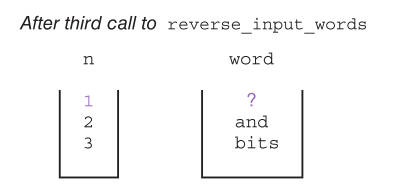 After third call to reverse_input_words
n word
1 ?
2 and
3 bits